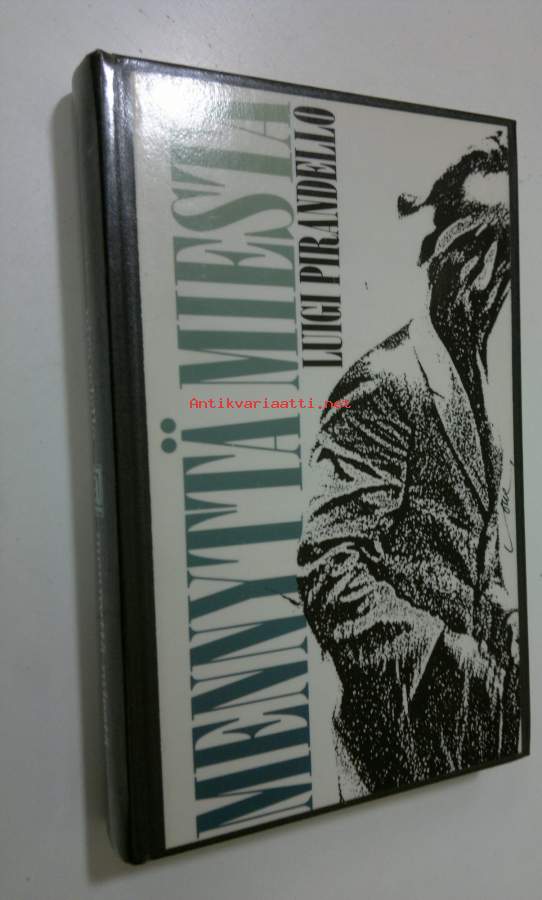 MENNYTTÄ MIESTÄ
LUIGI PIRANDELLO
Antikvariaatti.net